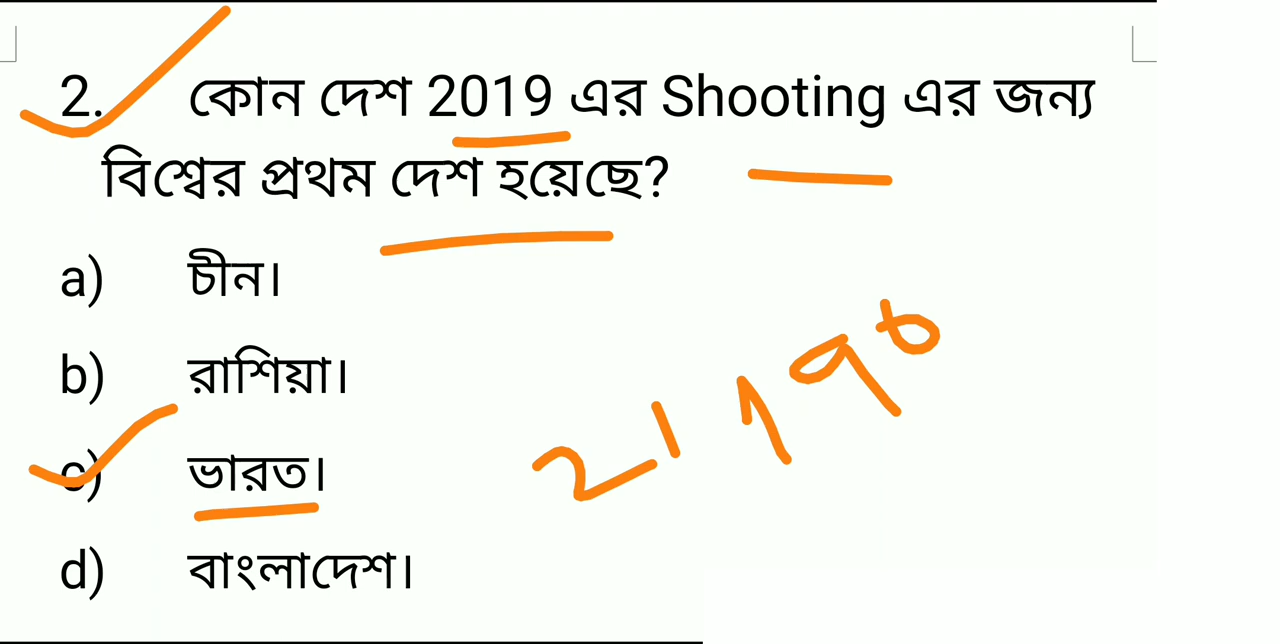 2. কোন দেশ 2019 এর Shooting এর জন্য
বিশ্বের প্রথম দেশ হয়েছে?
a) চীন।
b) রাশিয়া।
c) ভারত।
d) বাংলাদেশ।